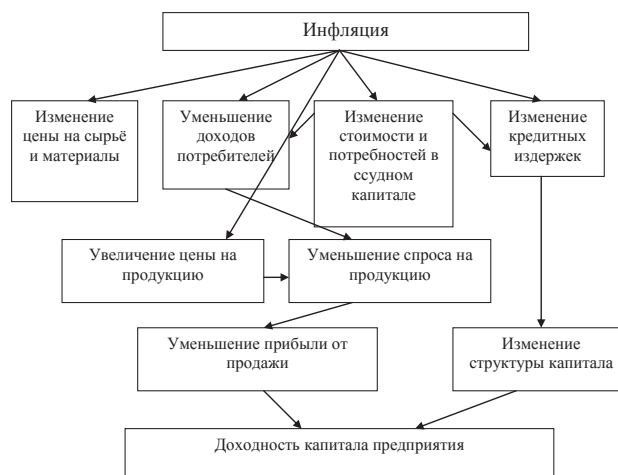 Инфляция
Изменение
цены на сырьё
и материалы
Уменьшение
доходов
потребителей
Изменение
стоимости и
потребностей в
ссудном
капитале
Изменение
кредитных
издержек
Увеличение цены на
продукцию
Уменьшение спроса на
продукцию
Уменьшение прибыли от
продажи
Изменение
структуры капитала
Доходность капитала предприятия